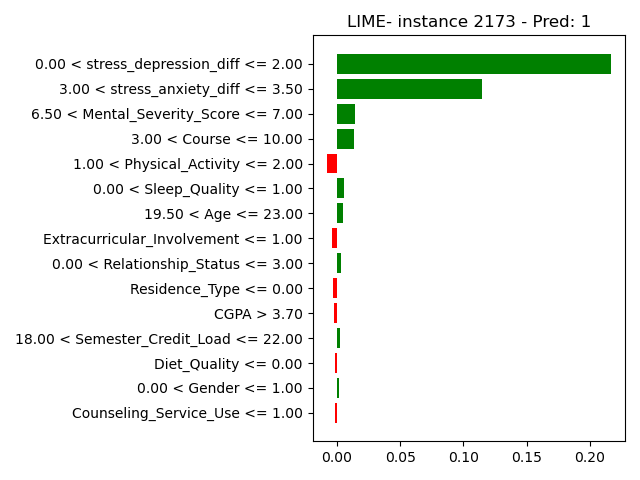 LIME- instance 2173 - Pred: 1
0.00 < stress_depression_diff <= 2.00
3.00 < stress_anxiety_diff <= 3.50
6.50 < Mental_Severity_Score <= 7.00
3.00 < Course <= 10.00
1.00 < Physical_Activity <= 2.00
0.00 < Sleep_Quality <= 1.00
19.50 < Age <= 23.00
Extracurricular_Involvement <= 1.00
0.00 < Relationship_Status <= 3.00
Residence_Type <= 0.00
CGPA > 3.70
18.00 < Semester_Credit_Load <= 22.00
Diet_Quality <= 0.00
0.00 < Gender <= 1.00
Counseling_Service_Use <= 1.00
0.00 0.05 0.10 0.15 0.20